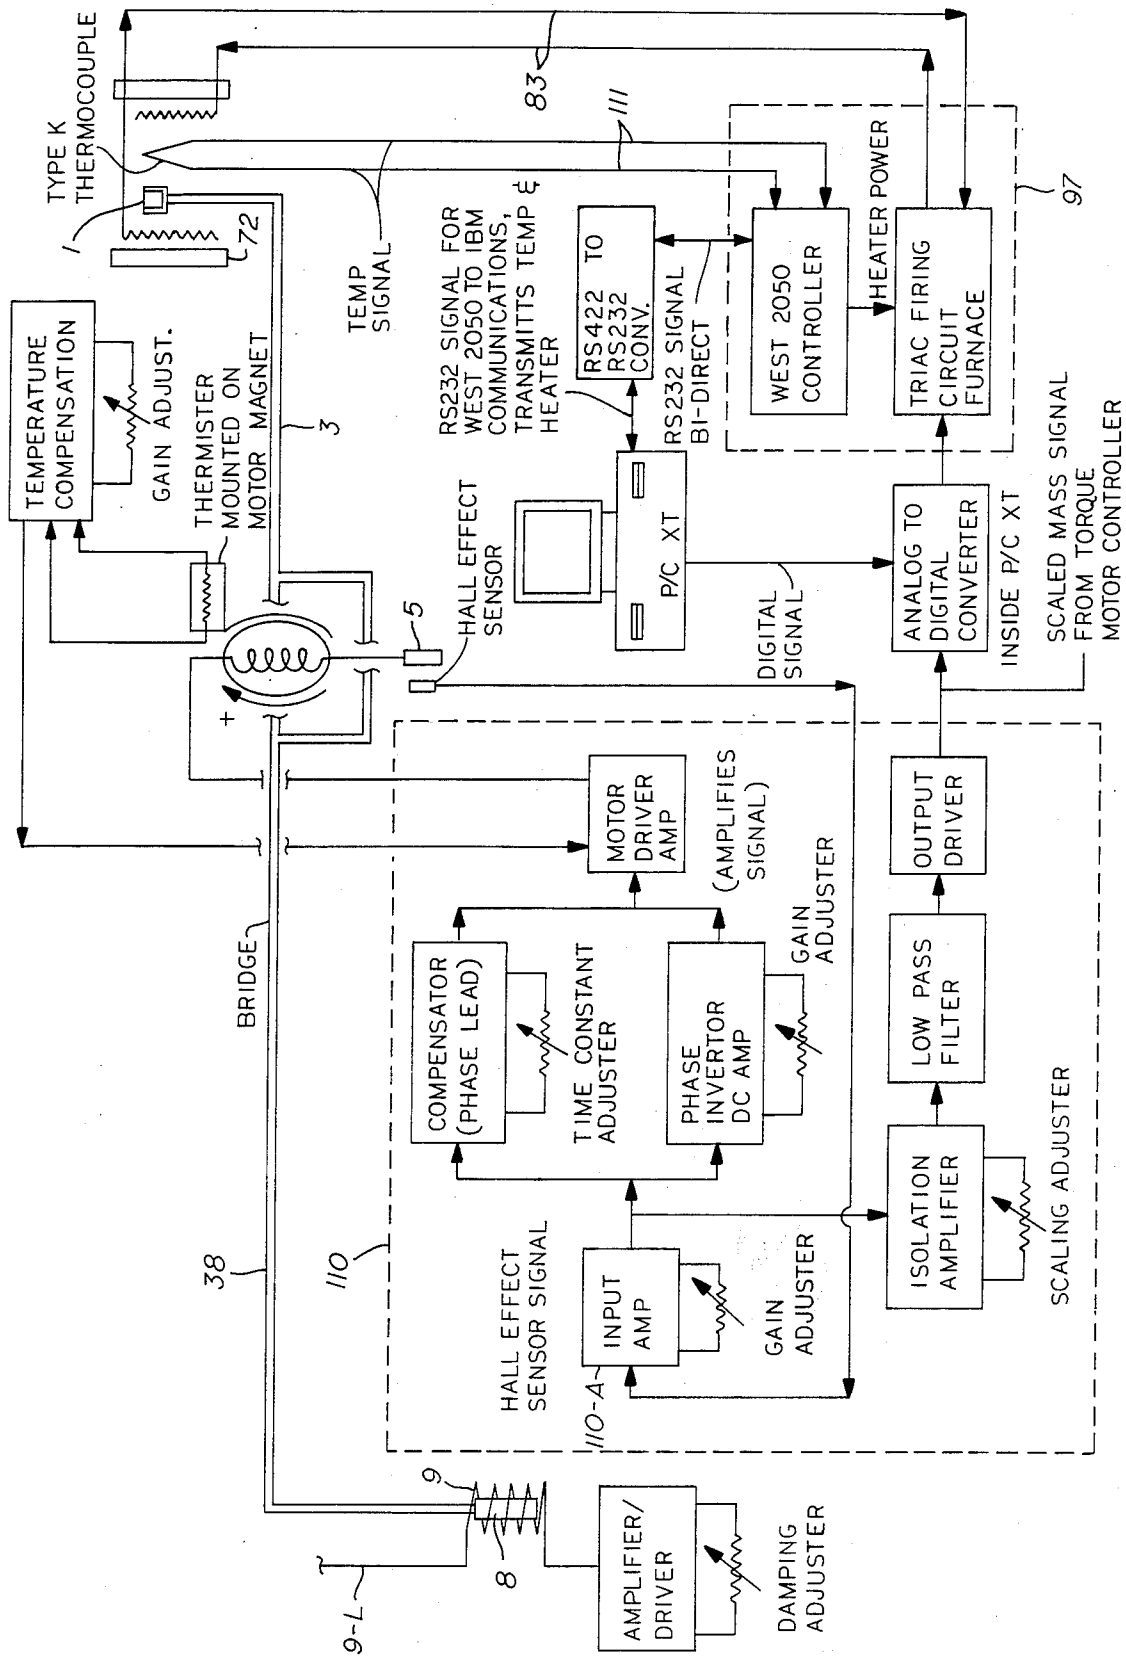 TYPE K
THERMOCOUPLE
1
72
83
111
TEMP
SIGNAL
97
TEMPERATURE
COMPENSATION
GAIN ADJUST.
THERMISTER
MOUNTED ON
MOTOR MAGNET
3
RS232 SIGNAL FOR
WEST 2050 TO IBM
COMMUNICATIONS,
TRANSMITTS TEMP &
HEATER
RS422 TO
RS232
CONV.
RS232 SIGNAL
BI-DIRECT
WEST 2050
CONTROLLER
HEATER POWER
TRIAC FIRING
CIRCUIT
FURNACE
P/C XT
DIGITAL
SIGNAL
ANALOG TO
DIGITAL
CONVERTER
INSIDE P/C XT
SCALED MASS SIGNAL
FROM TORQUE
MOTOR CONTROLLER
+
5
HALL EFFECT
SENSOR
BRIDGE
38
MOTOR
DRIVER
AMP
(AMPLIFIES
SIGNAL)
COMPENSATOR
(PHASE LEAD)
TIME CONSTANT
ADJUSTER
PHASE
INVERTOR
DC AMP
GAIN
ADJUSTER
OUTPUT
DRIVER
LOW PASS
FILTER
ISOLATION
AMPLIFIER
SCALING ADJUSTER
110
HALL EFFECT
SENSOR SIGNAL
INPUT
AMP
110-A
GAIN
ADJUSTER
9
8
9-L
AMPLIFIER/
DRIVER
DAMPING
ADJUSTER